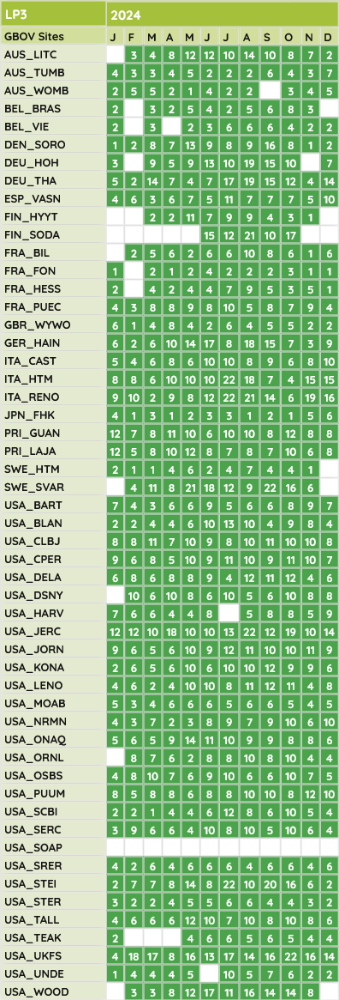 LP3 2024
GBOV Sites J F M A M J J A S O N D
AUS_LITC 3 4 8 12 12 10 14 10 8 7 2
AUS_TUMB 4 3 3 4 5 2 2 2 6 4 3 7
AUS_WOMB 2 5 5 2 1 4 2 2 3 4 5
BEL_BRAS 2 3 2 5 4 2 5 6 8 3
BEL_VIE 2 3 2 3 6 6 6 4 2 2
DEN_SORO 1 2 8 7 13 9 8 9 16 8 1 2
DEU_HOH 3 9 5 9 13 10 19 15 10 7
DEU_THA 5 2 14 7 4 7 17 19 15 12 4 14
ESP_VASN 4 6 3 6 7 5 11 7 7 7 5 10
FIN_HYYT 2 2 11 7 9 9 4 3 1
FIN_SODA 15 12 21 10 17
FRA_BIL 2 5 6 2 6 6 10 8 6 1 6
FRA_FON 1 2 1 2 4 2 2 2 3 1 1
FRA_HESS 2 4 2 4 4 7 9 5 3 5 1
FRA_PUEC 4 3 8 8 9 8 10 5 8 7 9 4
GBR_WYWO 6 1 4 8 4 2 6 4 5 5 2 2
GER_HAIN 6 2 6 10 14 17 8 18 15 7 3 9
ITA_CAST 5 4 6 8 6 10 10 8 9 6 8 10
ITA_HTM 8 8 6 10 10 10 22 18 7 4 15 15
ITA_RENO 9 10 2 9 8 12 22 21 14 6 19 16
JPN_FHK 4 1 3 1 2 3 3 1 2 1 5 6
PRI_GUAN 12 7 8 11 10 6 10 10 8 12 8 8
PRI_LAJA 12 5 8 10 12 8 7 8 7 10 6 8
SWE_HTM 2 1 1 4 6 2 4 7 4 4 1
SWE_SVAR 4 11 8 21 18 12 9 22 16 6
USA_BART 7 4 3 6 6 9 5 6 6 8 9 7
USA_BLAN 2 2 4 4 6 10 13 10 4 9 8 4
USA_CLBJ 8 8 11 7 10 9 8 10 11 10 10 8
USA_CPER 9 6 8 5 10 9 11 10 9 11 10 7
USA_DELA 6 8 6 8 8 9 4 12 11 12 4 6
USA_DSNY 10 6 10 8 6 10 5 6 10 8 8
USA_HARV 7 6 6 4 4 8 5 8 8 5 9
USA_JERC 12 12 10 18 10 10 13 22 12 19 10 14
USA_JORN 9 6 5 6 10 9 12 11 10 10 11 9
USA_KONA 2 6 5 6 10 6 10 10 12 9 9 6
USA_LENO 4 6 2 4 10 10 8 11 12 11 4 8
USA_MOAB 5 3 4 6 6 6 5 6 6 5 4 5
USA_NRMN 4 3 7 2 3 8 9 7 9 10 6 10
USA_ONAQ 5 6 5 9 14 11 10 9 9 8 8 6
USA_ORNL 8 7 6 2 8 8 10 8 10 4 4
USA_OSBS 4 8 10 7 6 9 10 6 6 10 7 5
USA_PUUM 8 5 8 8 6 8 8 10 10 8 12 10
USA_SCBI 2 2 1 4 4 6 12 8 6 10 5 4
USA_SERC 3 9 6 6 4 10 8 10 5 10 6 4
USA_SOAP
USA_SRER 4 2 6 4 6 6 4 6 6 4 4 6
USA_STEI 2 7 7 8 14 8 22 10 20 16 6 2
USA_STER 3 2 2 4 5 5 6 6 4 4 3 2
USA_TALL 4 6 6 6 12 10 7 10 8 10 8 6
USA_TEAK 2 4 6 6 5 6 5 4 4
USA_UKFS 4 18 17 8 16 13 17 14 16 22 16 14
USA_UNDE 1 4 4 4 5 10 5 7 6 2 2
USA_WOOD 3 3 8 12 17 11 16 14 14 8